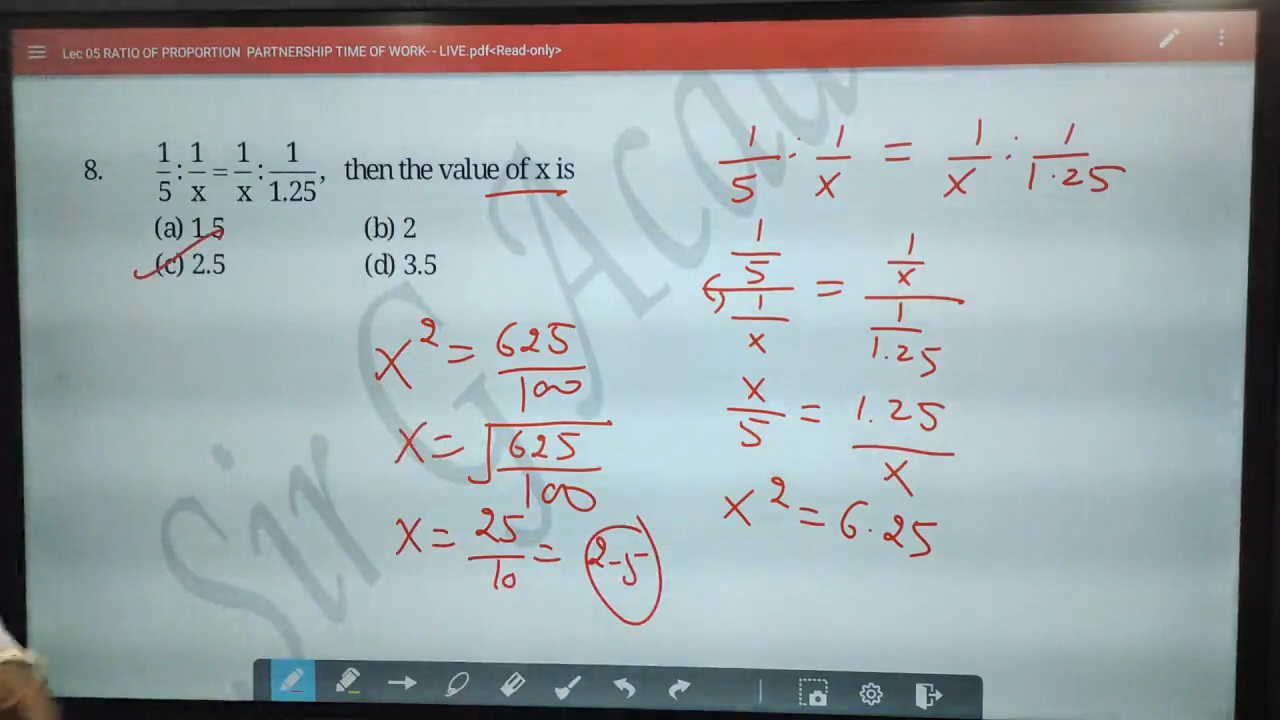 Lec 05 RATIO OF PROPORTION PARTNERSHIP TIME OF WORK-- LIVE.pdf<Read-only>
8. 1/5 : 1/x = 1/x : 1/1.25, then the value of x is
(a) 1.5 (b) 2
(c) 2.5 (d) 3.5
1/5 : 1/x = 1/x : 1/1.25
(1/5)/(1/x) = (1/x)/(1/1.25)
x/5 = 1.25/x
x² = 6.25
x² = 625/100
x = √(625/100)
x = 25/10 = 2-5
Sir G Acad